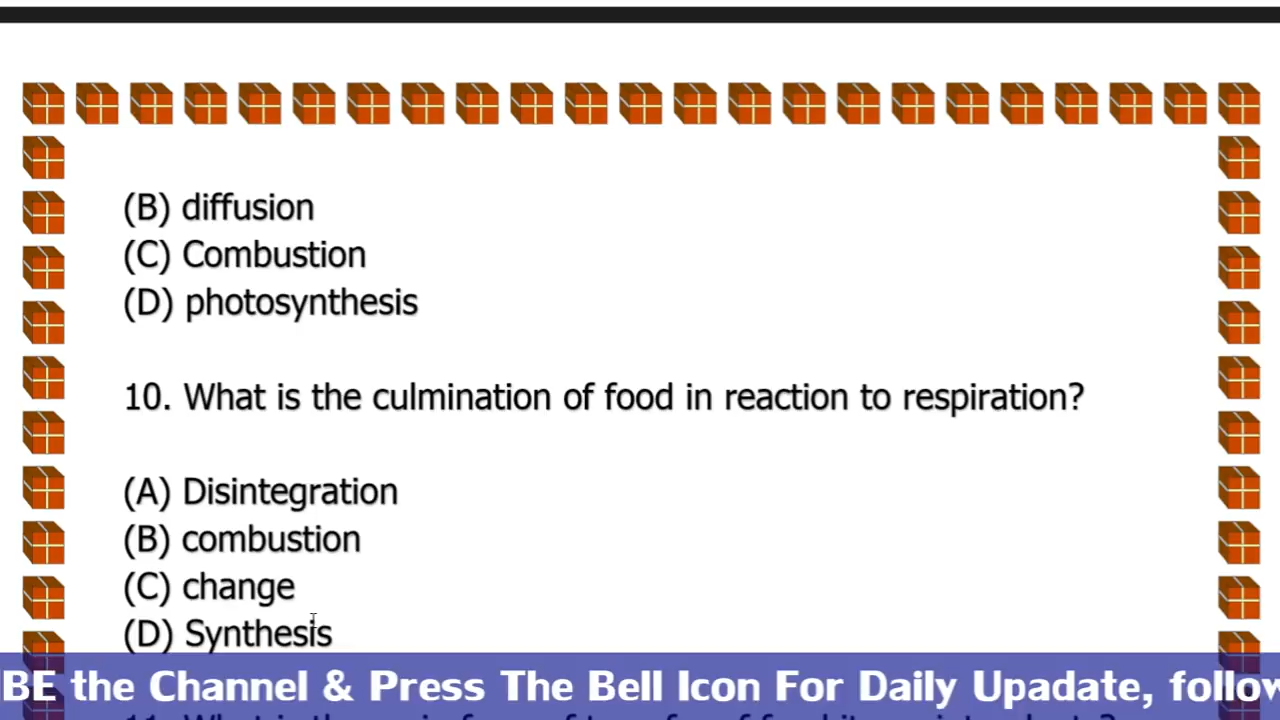 (B) diffusion
(C) Combustion
(D) photosynthesis
10. What is the culmination of food in reaction to respiration?
(A) Disintegration
(B) combustion
(C) change
(D) Synthesis
BE the Channel & Press The Bell Icon For Daily Upadate, follow